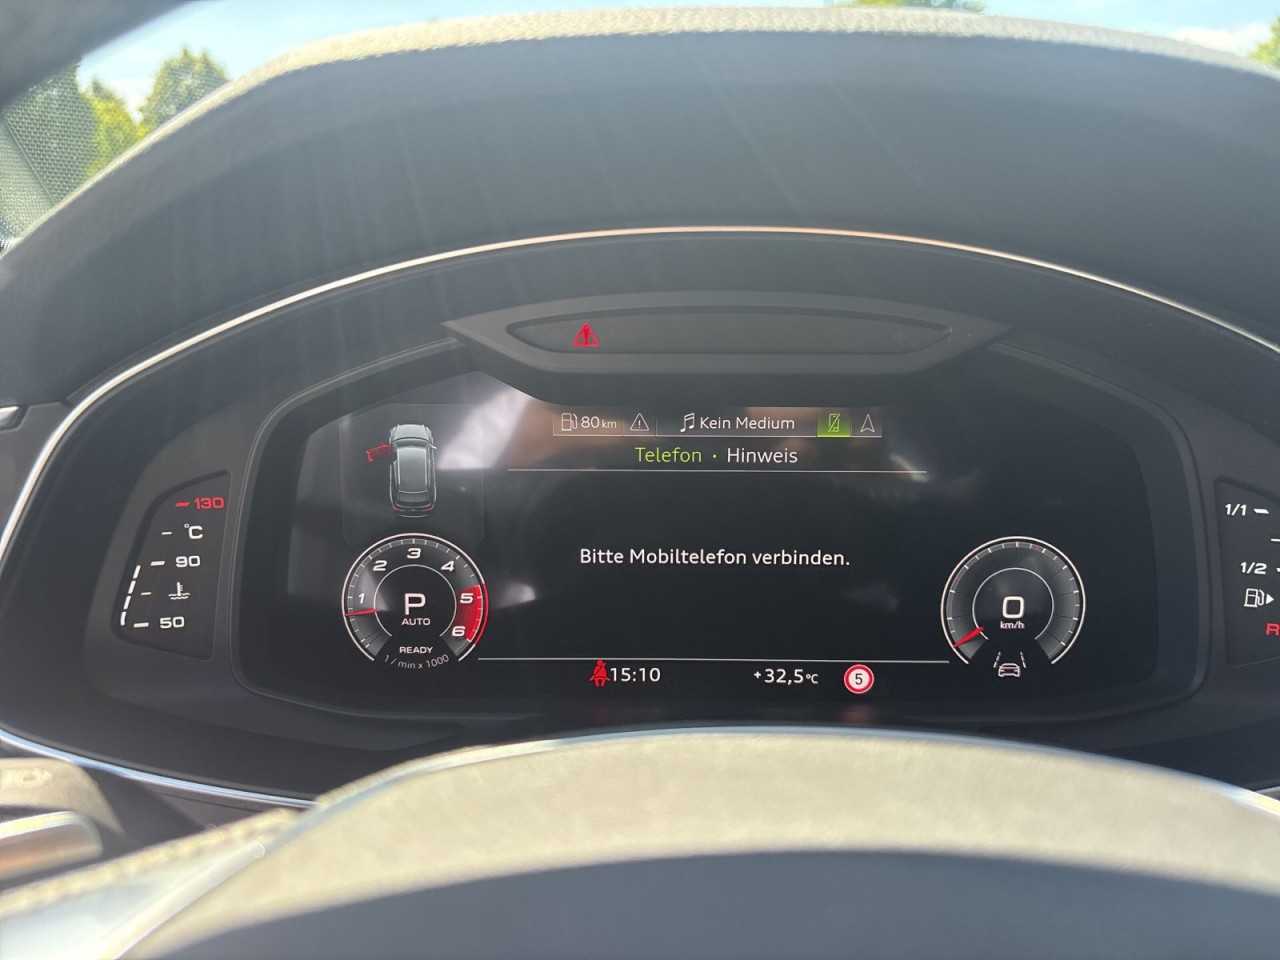 80 km Kein Medium
Telefon · Hinweis
130
°C
90
50
Bitte Mobiltelefon verbinden.
1 2 3 4 5 6
P
AUTO
READY
1 / min x 1000
0
km/h
15:10 +32,5 °C 5
1/1
1/2
R